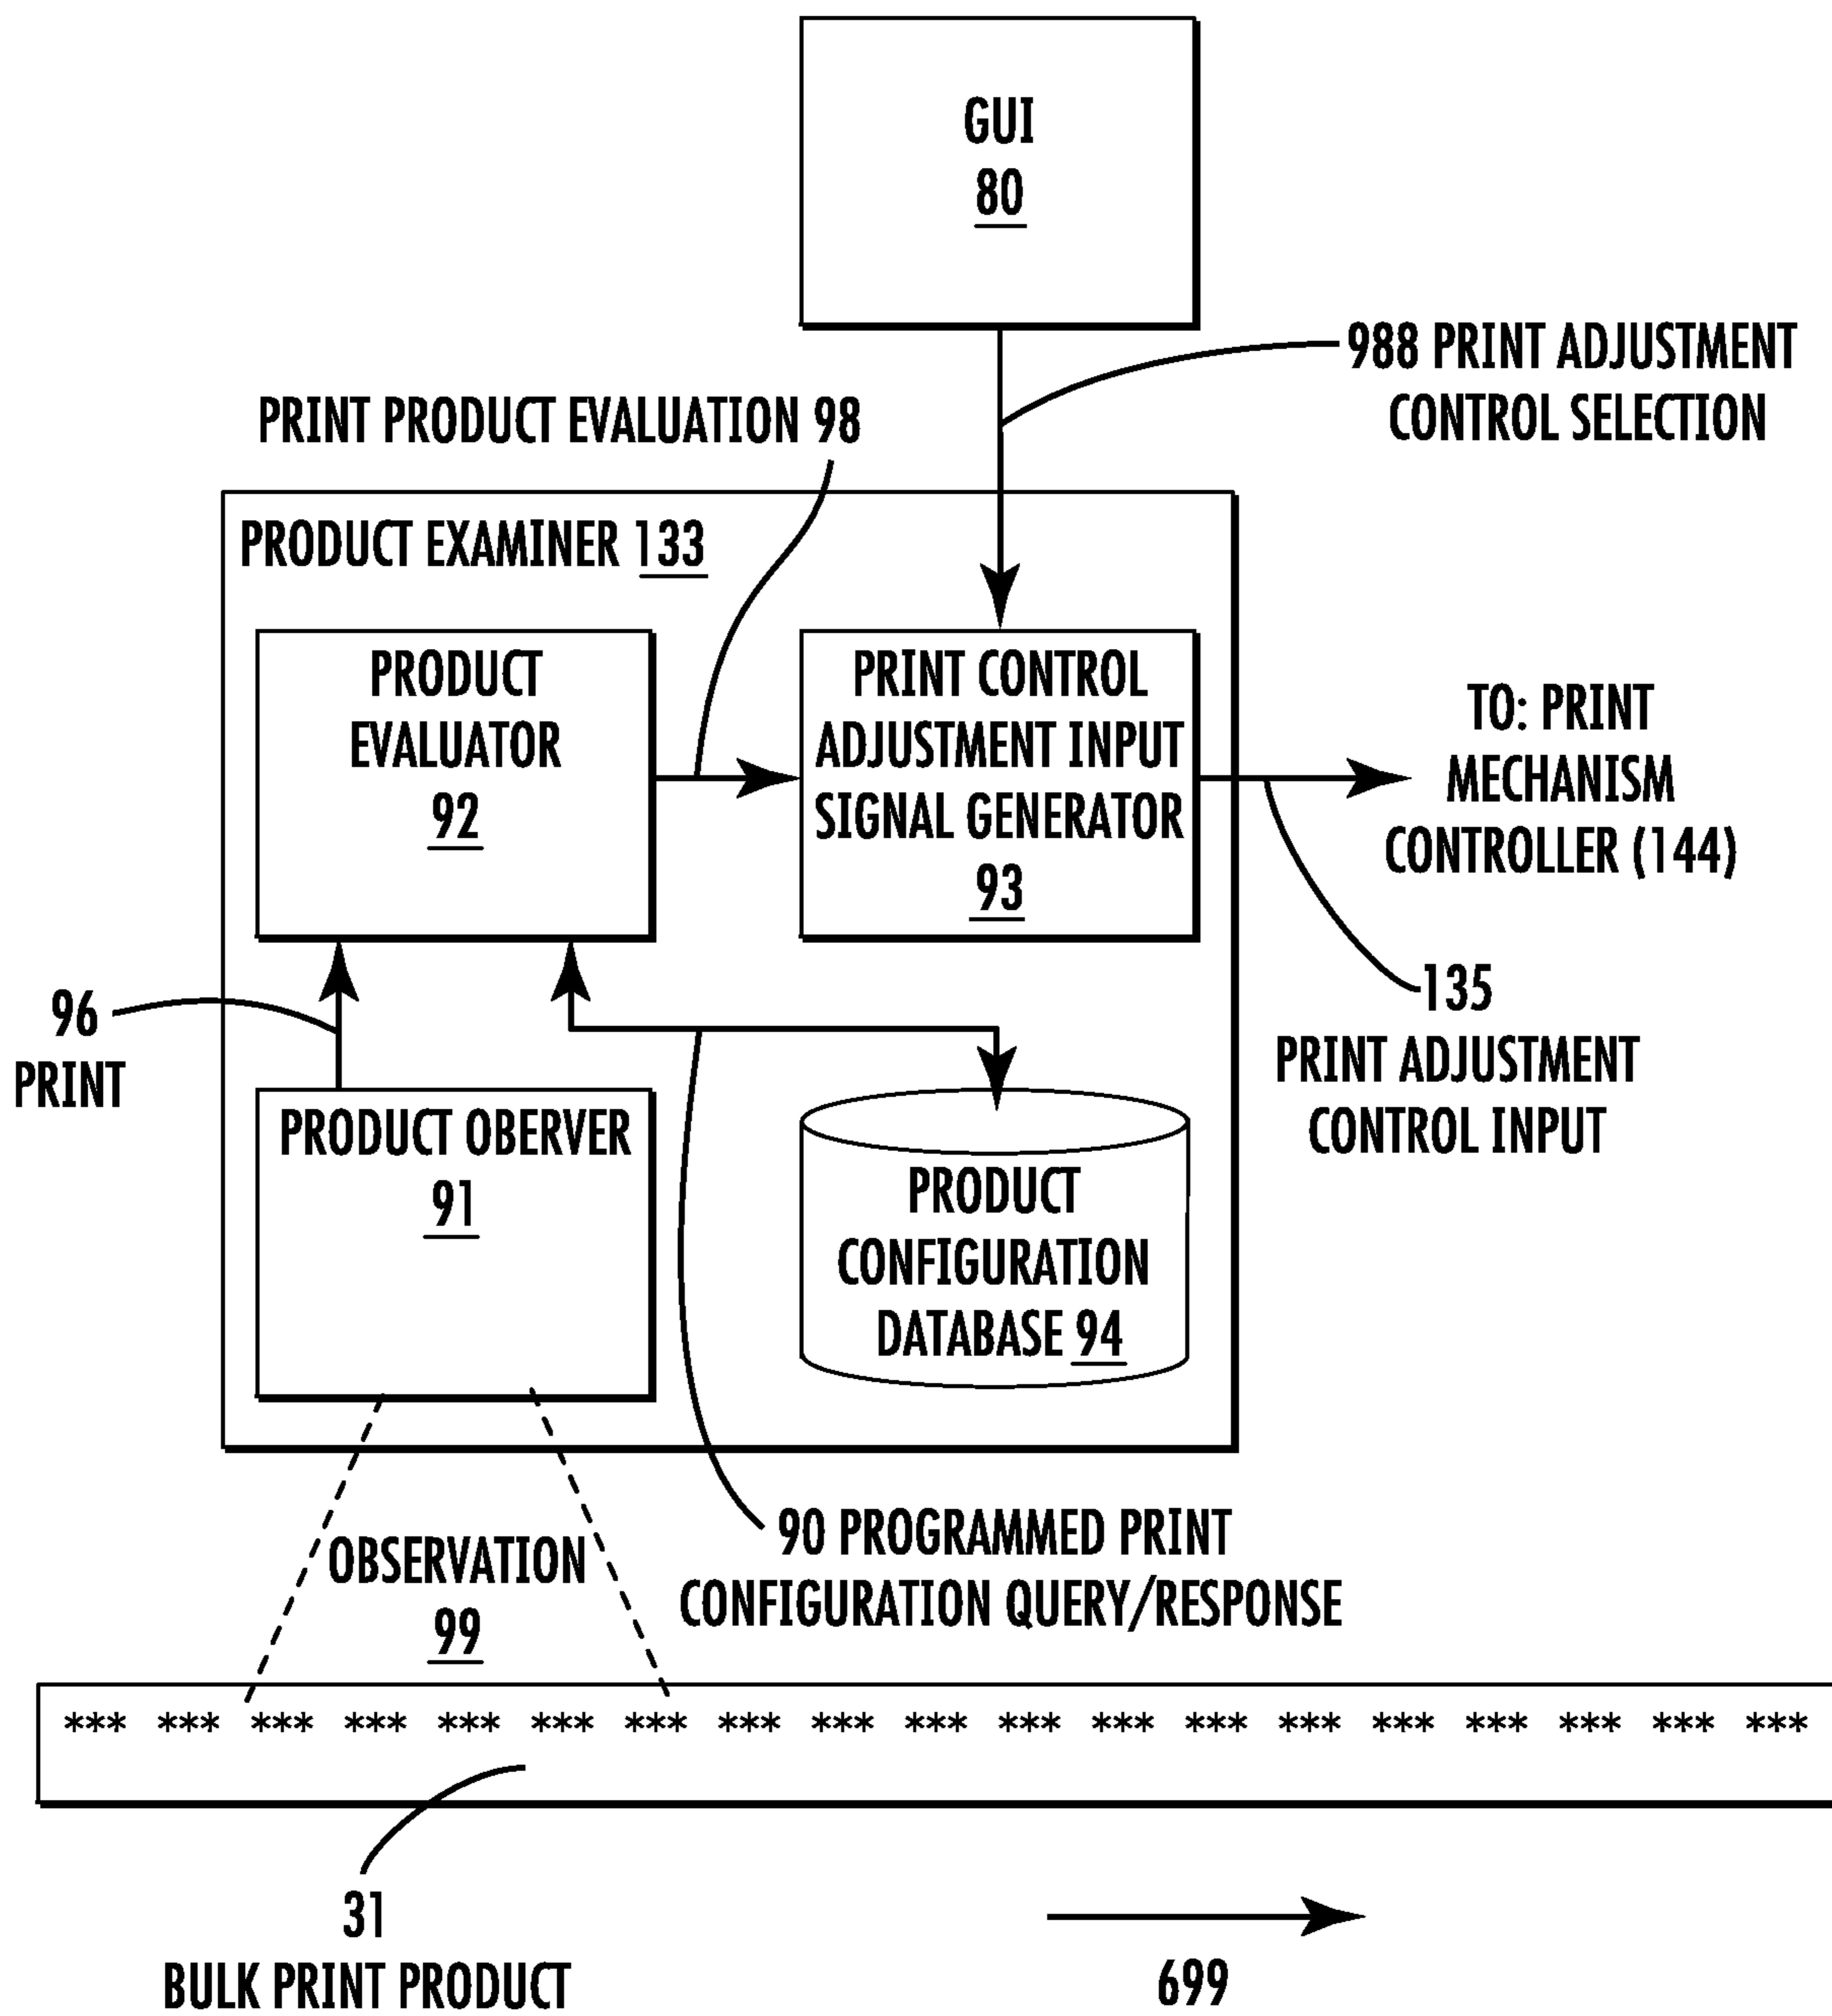 GUI
80
988 PRINT ADJUSTMENT
CONTROL SELECTION
PRINT PRODUCT EVALUATION 98
PRODUCT EXAMINER 133
PRODUCT
EVALUATOR
92
PRINT CONTROL
ADJUSTMENT INPUT
SIGNAL GENERATOR
93
TO: PRINT
MECHANISM
CONTROLLER (144)
96
PRINT
135
PRINT ADJUSTMENT
CONTROL INPUT
PRODUCT OBERVER
91
PRODUCT
CONFIGURATION
DATABASE 94
90 PROGRAMMED PRINT
CONFIGURATION QUERY/RESPONSE
OBSERVATION
99
*** *** *** *** *** *** *** *** *** *** *** *** *** *** *** *** *** *** ***
31
BULK PRINT PRODUCT
699